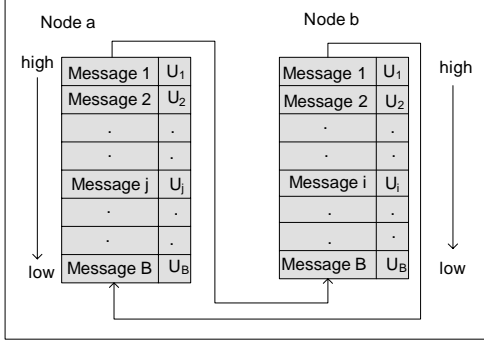 Node a
Node b
high
Message 1 U1
Message 2 U2
. .
. .
Message j Uj
. .
. .
Message B UB
low
Message 1 U1
Message 2 U2
. .
. .
Message i Ui
. .
. .
Message B UB
high
low